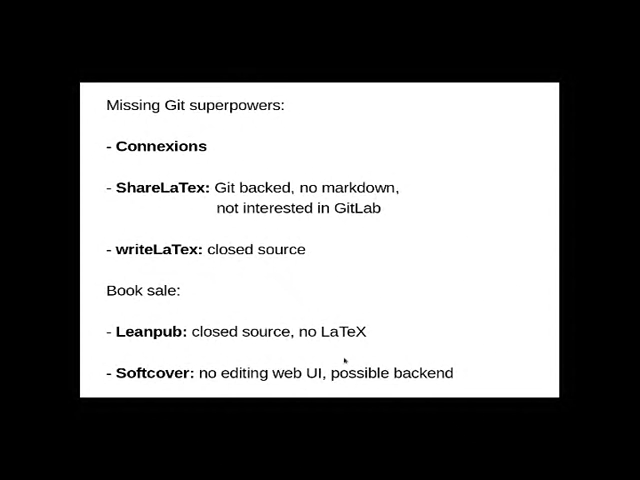 Missing Git superpowers:
- Connexions
- ShareLaTex: Git backed, no markdown,
not interested in GitLab
- writeLaTex: closed source
Book sale:
- Leanpub: closed source, no LaTeX
- Softcover: no editing web UI, possible backend